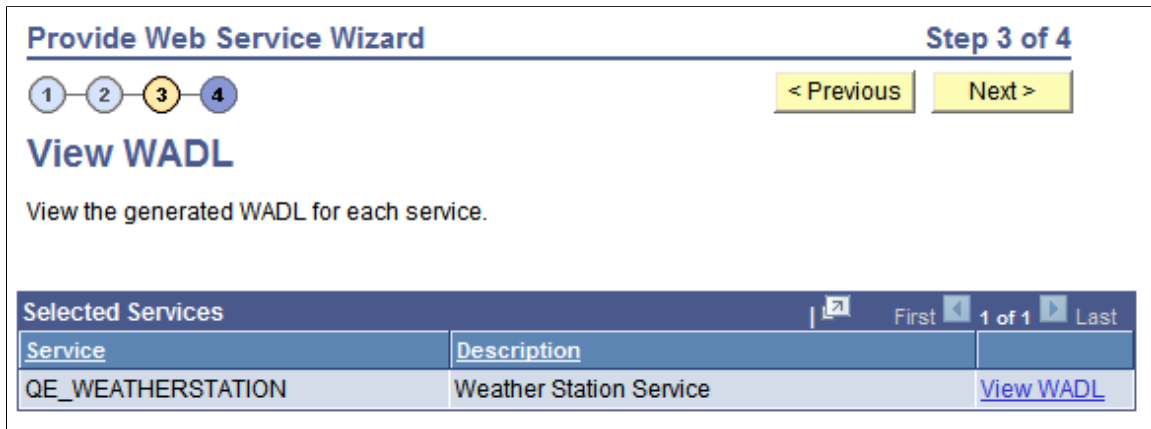 Provide Web Service Wizard Step 3 of 4
1 2 3 4 < Previous Next >
View WADL
View the generated WADL for each service.
Selected Services | First 1 of 1 Last
Service Description
QE_WEATHERSTATION Weather Station Service View WADL